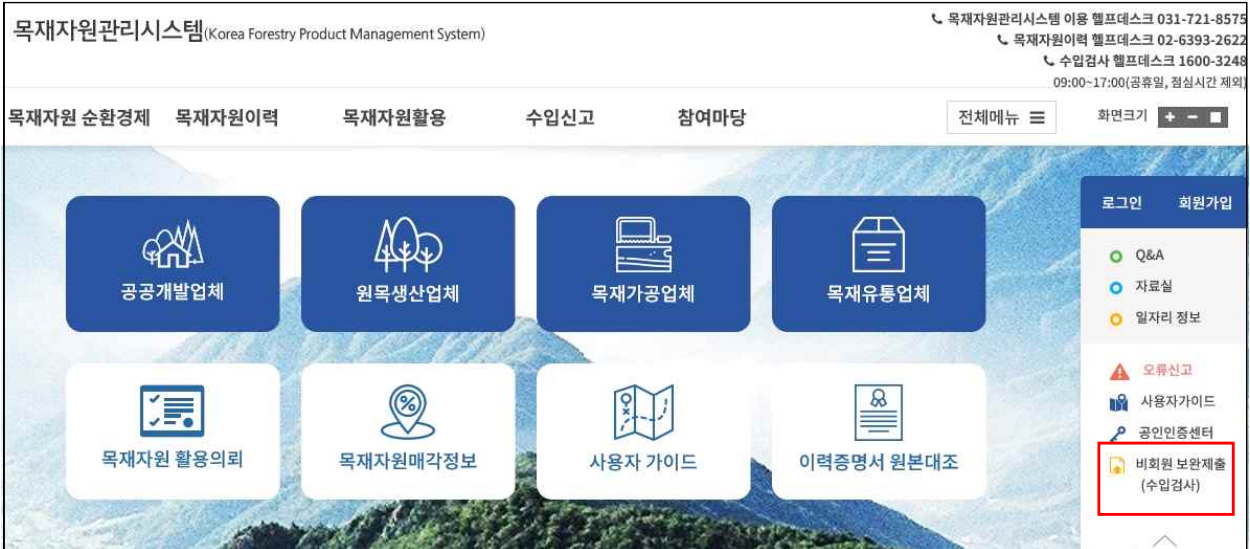 목재자원관리시스템(Korea Forestry Product Management System)
목재자원관리시스템 이용 헬프데스크 031-721-8575
목재자원이력 헬프데스크 02-6393-2622
수입검사 헬프데스크 1600-3248
09:00~17:00(공휴일, 점심시간 제외)
목재자원 순환경제 목재자원이력 목재자원활용 수입신고 참여마당 전체메뉴 화면크기
로그인 회원가입
공공개발업체 원목생산업체 목재가공업체 목재유통업체
Q&A
자료실
일자리 정보
오류신고
사용자가이드
공인인증센터
비회원 보완제출
(수입검사)
목재자원 활용의뢰 목재자원매각정보 사용자 가이드 이력증명서 원본대조